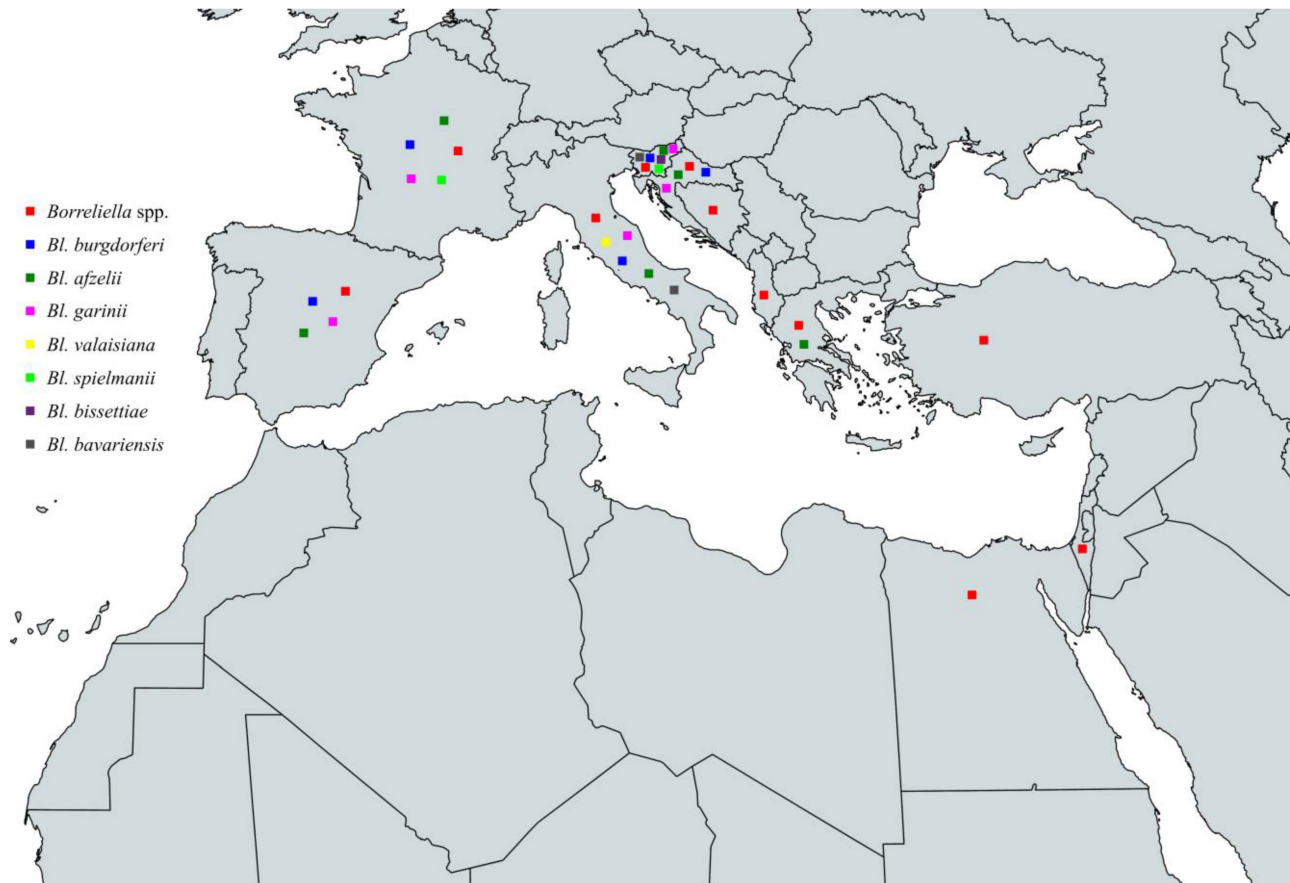 Borreliella spp.
Bl. burgdorferi
Bl. afzelii
Bl. garinii
Bl. valaisiana
Bl. spielmanii
Bl. bissettiae
Bl. bavariensis